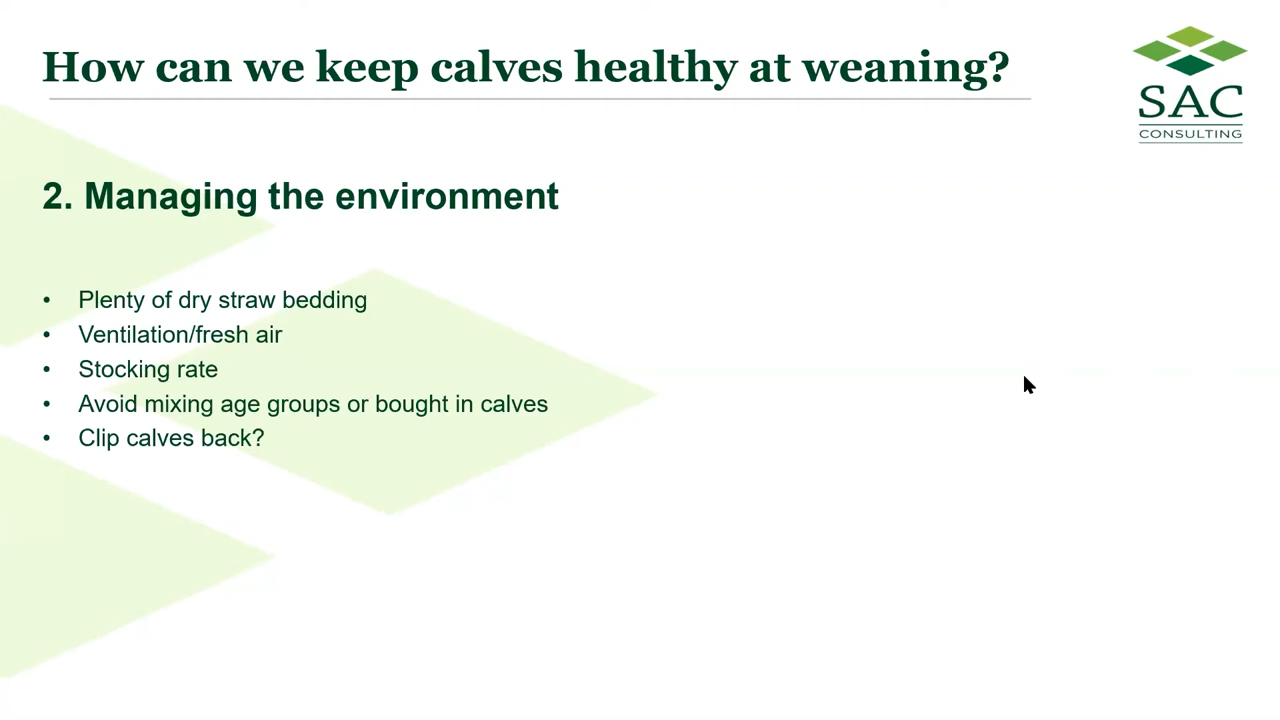 How can we keep calves healthy at weaning?
SAC
CONSULTING
2. Managing the environment
• Plenty of dry straw bedding
• Ventilation/fresh air
• Stocking rate
• Avoid mixing age groups or bought in calves
• Clip calves back?